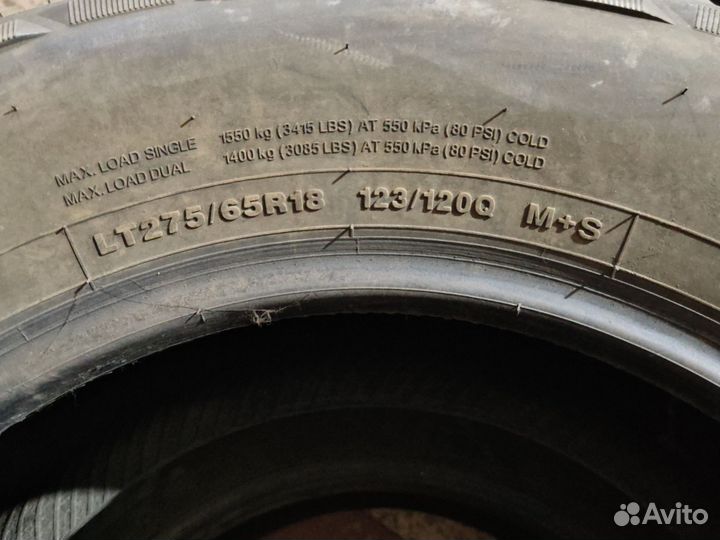 MAX. LOAD SINGLE 1550 kg (3415 LBS) AT 550 kPa (80 PSI) COLD
MAX. LOAD DUAL 1400 kg (3085 LBS) AT 550 kPa (80 PSI) COLD
LT275/65R18 123/120Q M+S
Avito